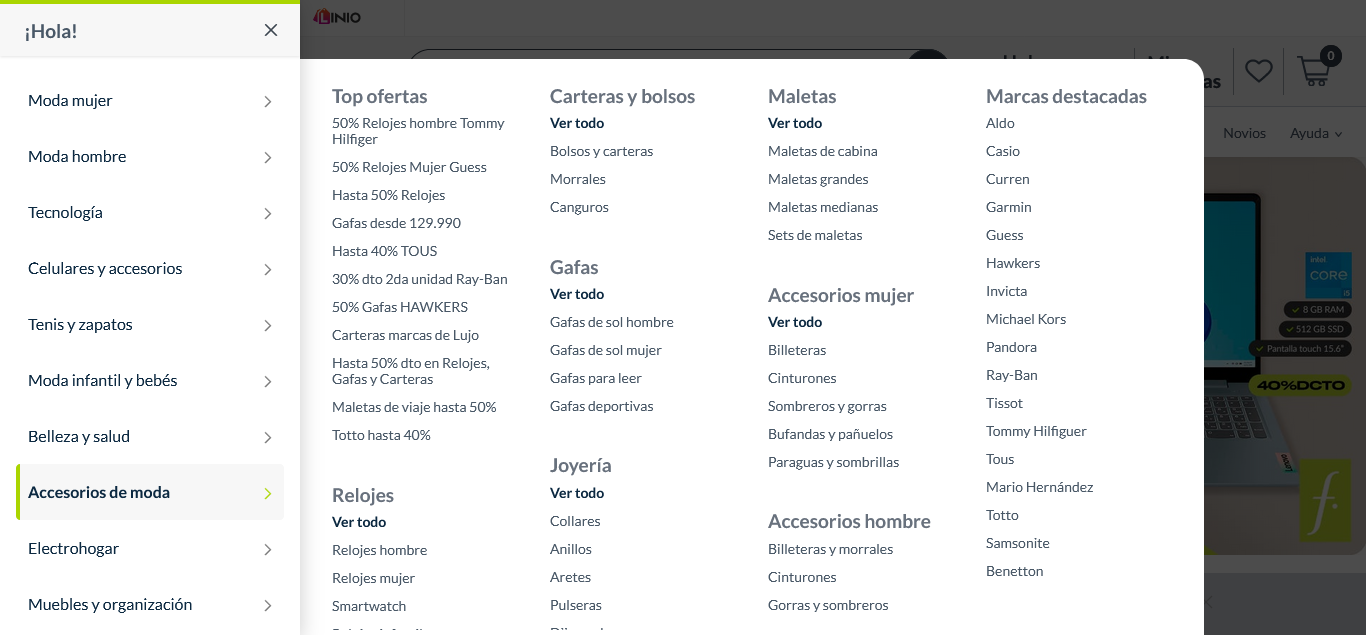 ¡Hola!
Moda mujer
Moda hombre
Tecnología
Celulares y accesorios
Tenis y zapatos
Moda infantil y bebés
Belleza y salud
Accesorios de moda
Electrohogar
Muebles y organización
LINIO
0
as
Novios
Ayuda
Top ofertas
50% Relojes hombre Tommy
Hilfiger
50% Relojes Mujer Guess
Hasta 50% Relojes
Gafas desde 129.990
Hasta 40% TOUS
30% dto 2da unidad Ray-Ban
50% Gafas HAWKERS
Carteras marcas de Lujo
Hasta 50% dto en Relojes,
Gafas y Carteras
Maletas de viaje hasta 50%
Totto hasta 40%
Relojes
Ver todo
Relojes hombre
Relojes mujer
Smartwatch
Carteras y bolsos
Ver todo
Bolsos y carteras
Morrales
Canguros
Gafas
Ver todo
Gafas de sol hombre
Gafas de sol mujer
Gafas para leer
Gafas deportivas
Joyería
Ver todo
Collares
Anillos
Aretes
Pulseras
Maletas
Ver todo
Maletas de cabina
Maletas grandes
Maletas medianas
Sets de maletas
Accesorios mujer
Ver todo
Billeteras
Cinturones
Sombreros y gorras
Bufandas y pañuelos
Paraguas y sombrillas
Accesorios hombre
Billeteras y morrales
Cinturones
Gorras y sombreros
Marcas destacadas
Aldo
Casio
Curren
Garmin
Guess
Hawkers
Invicta
Michael Kors
Pandora
Ray-Ban
Tissot
Tommy Hilfiguer
Tous
Mario Hernández
Totto
Samsonite
Benetton
intel
CORE
i5
8 GB RAM
512 GB SSD
Pantalla touch 15.6"
40%DCTO
f.